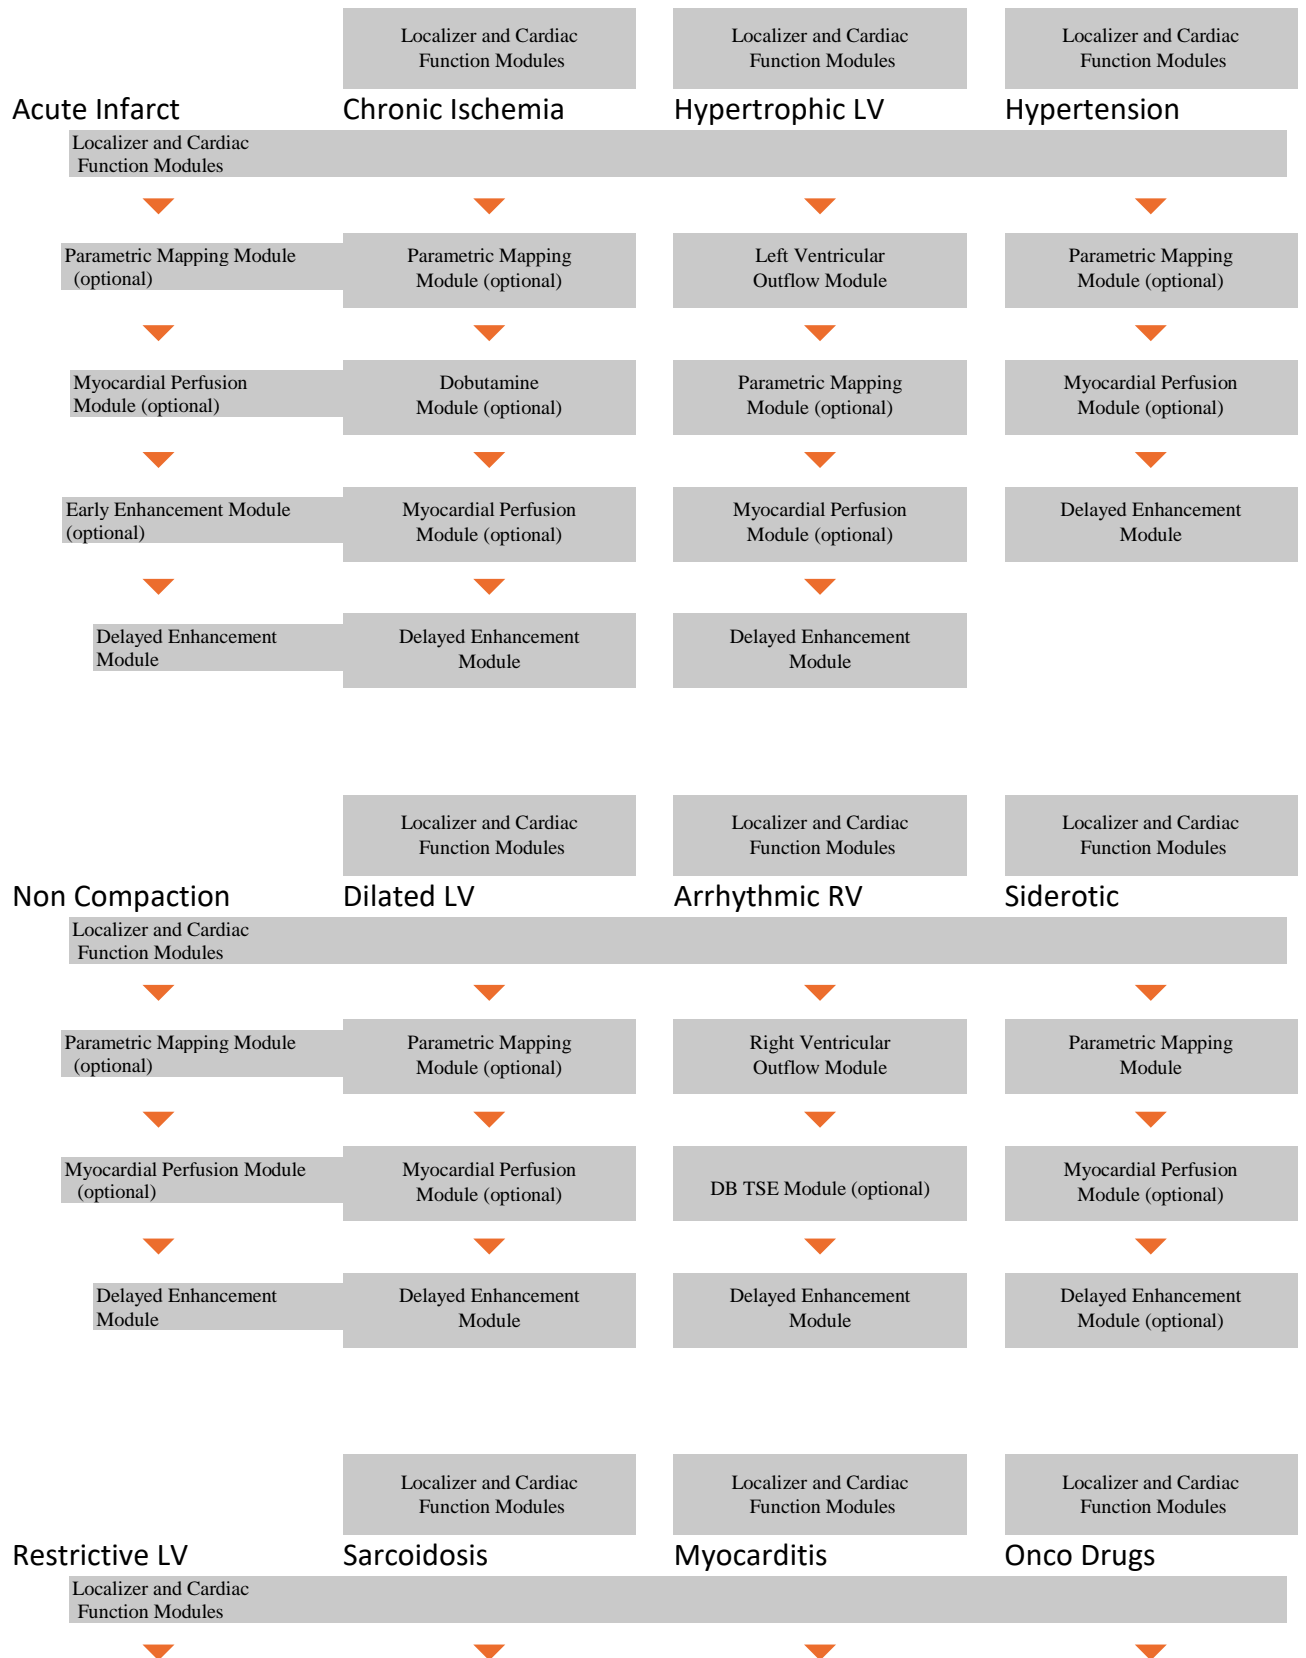 Localizer and Cardiac
Function Modules
Localizer and Cardiac
Function Modules
Localizer and Cardiac
Function Modules
Acute Infarct
Chronic Ischemia
Hypertrophic LV
Hypertension
Localizer and Cardiac
Function Modules
Parametric Mapping Module
(optional)
Parametric Mapping
Module (optional)
Left Ventricular
Outflow Module
Parametric Mapping
Module (optional)
Myocardial Perfusion
Module (optional)
Dobutamine
Module (optional)
Parametric Mapping
Module (optional)
Myocardial Perfusion
Module (optional)
Early Enhancement Module
(optional)
Myocardial Perfusion
Module (optional)
Myocardial Perfusion
Module (optional)
Delayed Enhancement
Module
Delayed Enhancement
Module
Delayed Enhancement
Module
Delayed Enhancement
Module
Localizer and Cardiac
Function Modules
Localizer and Cardiac
Function Modules
Localizer and Cardiac
Function Modules
Non Compaction
Dilated LV
Arrhythmic RV
Siderotic
Localizer and Cardiac
Function Modules
Parametric Mapping Module
(optional)
Parametric Mapping
Module (optional)
Right Ventricular
Outflow Module
Parametric Mapping
Module
Myocardial Perfusion Module
(optional)
Myocardial Perfusion
Module (optional)
DB TSE Module (optional)
Myocardial Perfusion
Module (optional)
Delayed Enhancement
Module
Delayed Enhancement
Module
Delayed Enhancement
Module
Delayed Enhancement
Module (optional)
Localizer and Cardiac
Function Modules
Localizer and Cardiac
Function Modules
Localizer and Cardiac
Function Modules
Restrictive LV
Sarcoidosis
Myocarditis
Onco Drugs
Localizer and Cardiac
Function Modules